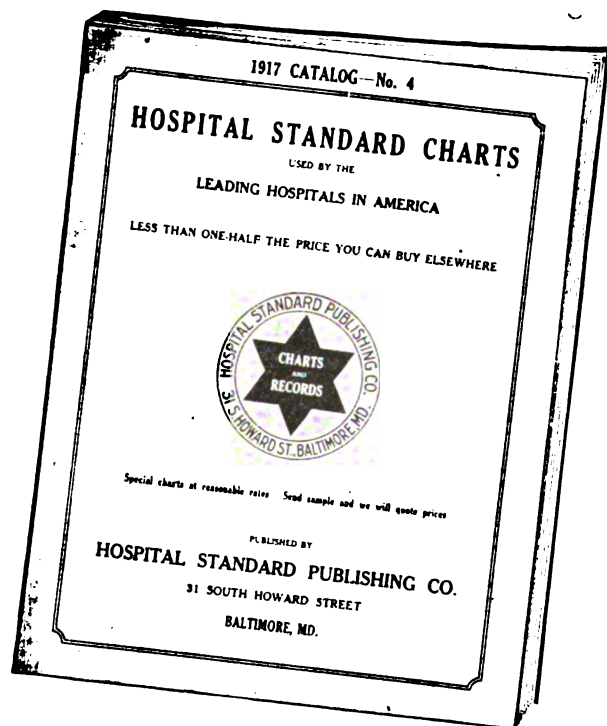 1917 CATALOG—No. 4
HOSPITAL STANDARD CHARTS
USED BY THE
LEADING HOSPITALS IN AMERICA
LESS THAN ONE-HALF THE PRICE YOU CAN BUY ELSEWHERE
HOSPITAL STANDARD PUBLISHING CO.
31 S. HOWARD ST., BALTIMORE, MD.
CHARTS
AND
RECORDS
Special charts at reasonable rates Send sample and we will quote prices
PUBLISHED BY
HOSPITAL STANDARD PUBLISHING CO.
31 SOUTH HOWARD STREET
BALTIMORE, MD.